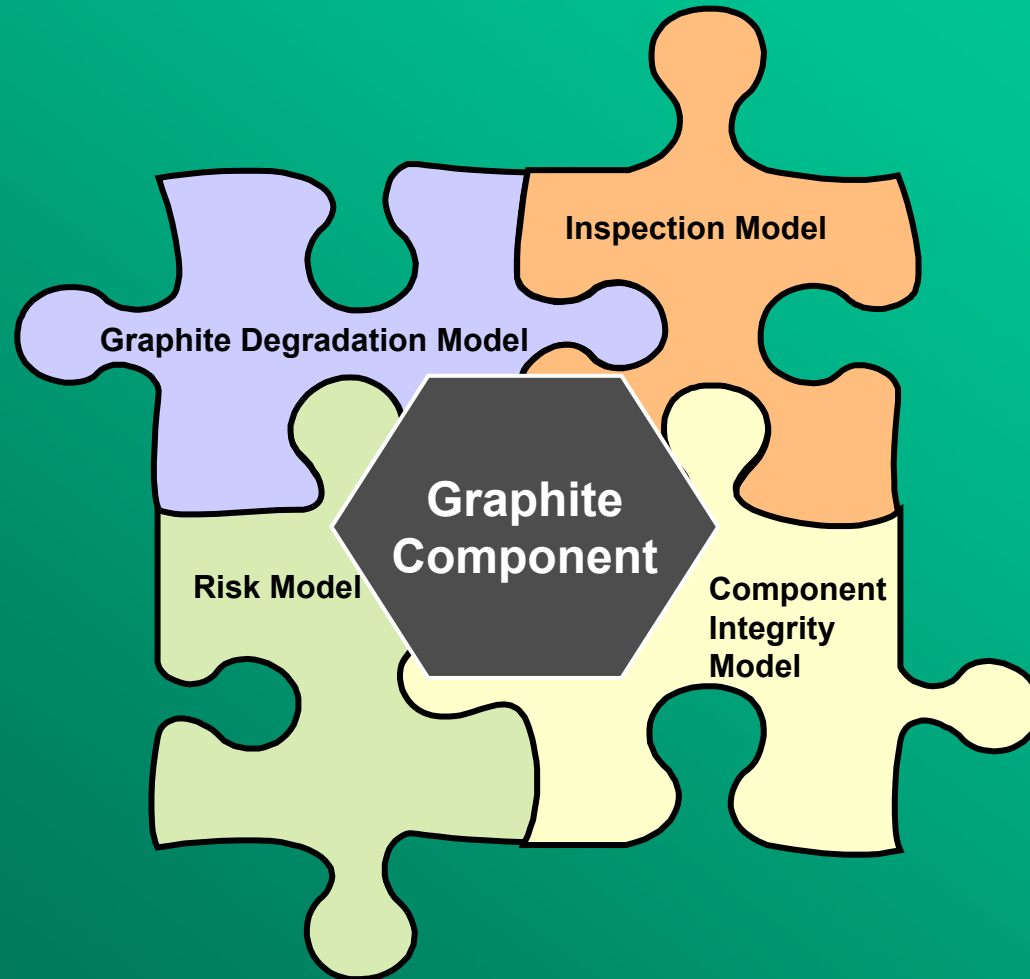 Inspection Model
Graphite Degradation Model
Graphite
Component
Risk Model
Component
Integrity
Model